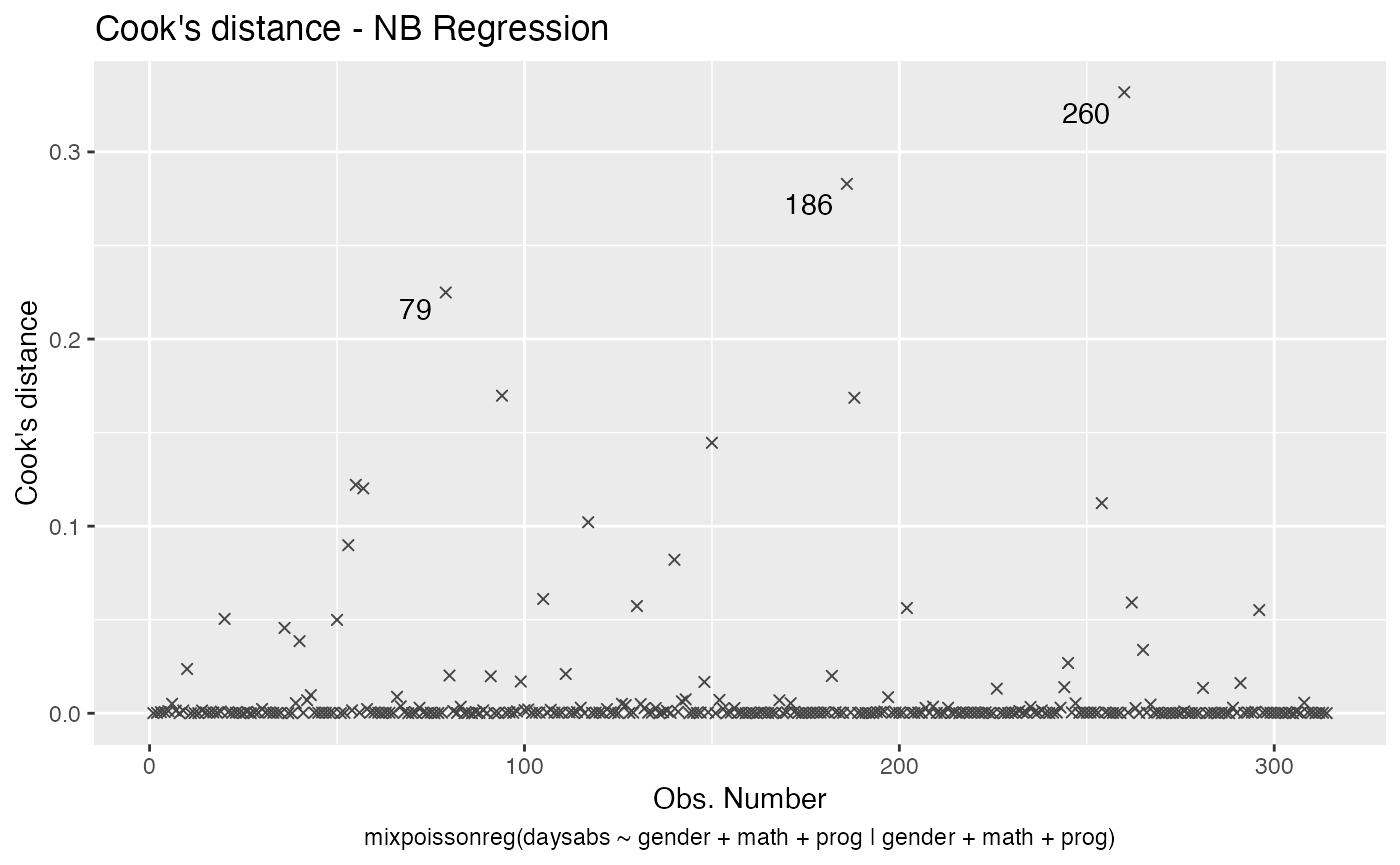 Cook's distance - NB Regression
Cook's distance
0.3
0.2
0.1
0.0
260
186
79
0
100
200
300
Obs. Number
mixpoissonreg(daysabs ~ gender + math + prog | gender + math + prog)